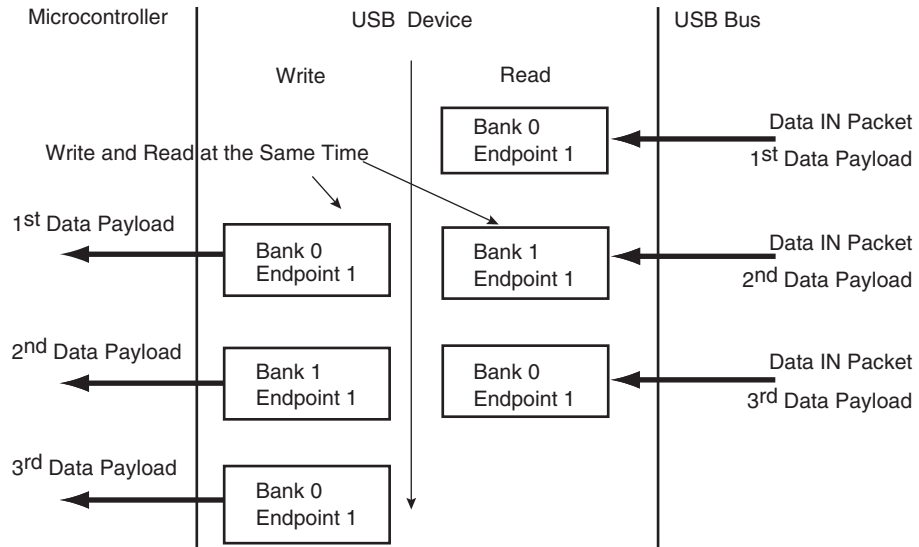 Microcontroller
USB Device
USB Bus
Write
Read
Bank 0
Endpoint 1
Data IN Packet
1st Data Payload
Write and Read at the Same Time
1st Data Payload
Bank 0
Endpoint 1
Bank 1
Endpoint 1
Data IN Packet
2nd Data Payload
2nd Data Payload
Bank 1
Endpoint 1
Bank 0
Endpoint 1
Data IN Packet
3rd Data Payload
3rd Data Payload
Bank 0
Endpoint 1